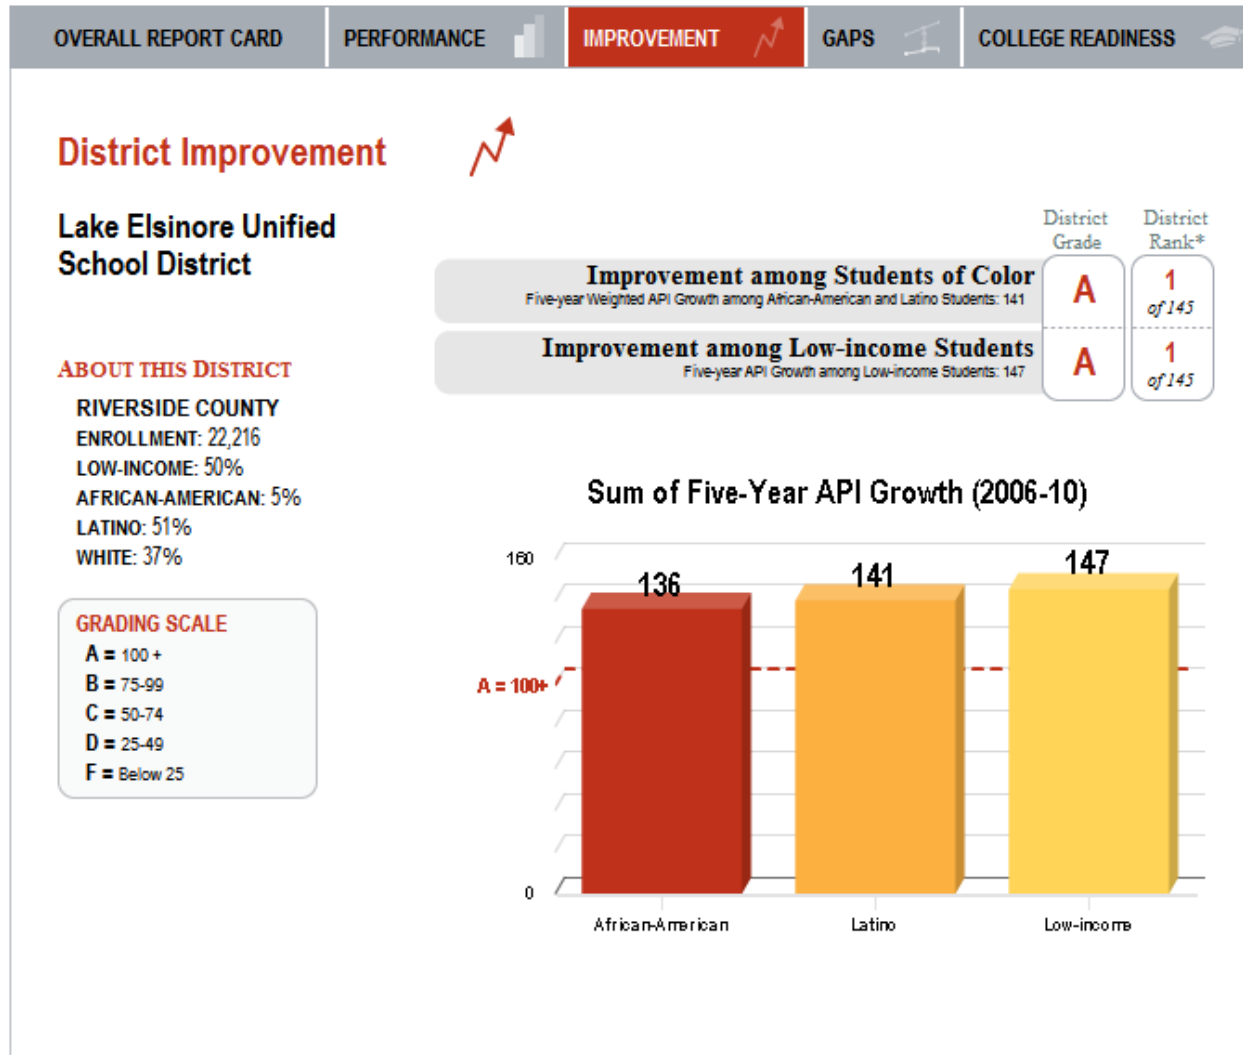 OVERALL REPORT CARD
PERFORMANCE
IMPROVEMENT
GAPS
COLLEGE READINESS
District Improvement
Lake Elsinore Unified
School District
District
Grade
District
Rank*
Improvement among Students of Color
Five-year Weighted API Growth among African-American and Latino Students: 141
A
1
of 145
Improvement among Low-income Students
Five-year API Growth among Low-income Students: 147
A
1
of 145
ABOUT THIS DISTRICT
RIVERSIDE COUNTY
ENROLLMENT: 22,216
LOW-INCOME: 50%
AFRICAN-AMERICAN: 5%
LATINO: 51%
WHITE: 37%
GRADING SCALE
A = 100 +
B = 75-99
C = 50-74
D = 25-49
F = Below 25
Sum of Five-Year API Growth (2006-10)
160
136
141
147
A = 100+
0
African-American
Latino
Low-income